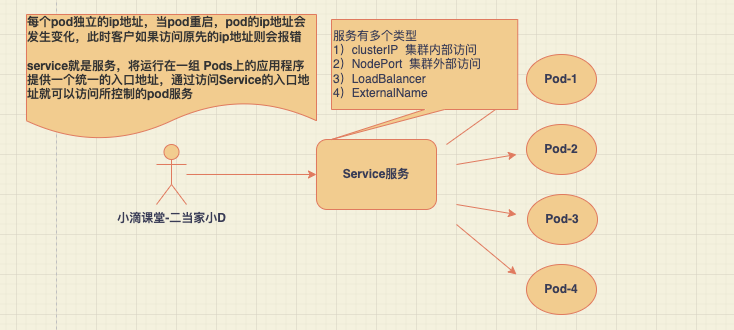 每个pod独立的ip地址，当pod重启，pod的ip地址会
发生变化，此时客户如果访问原先的ip地址则会报错
service就是服务，将运行在一组 Pods上的应用程序
提供一个统一的入口地址，通过访问Service的入口地
址就可以访问所控制的pod服务
服务有多个类型
1）clusterIP 集群内部访问
2）NodePort 集群外部访问
3）LoadBalancer
4）ExternalName
Pod-1
Pod-2
Service服务
Pod-3
小滴课堂-二当家小D
Pod-4